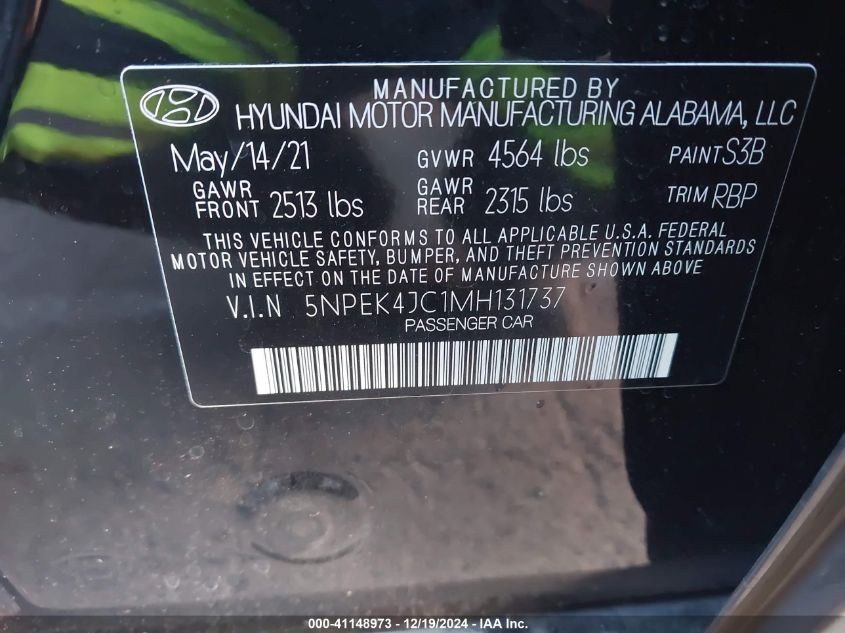 MANUFACTURED BY
HYUNDAI MOTOR MANUFACTURING ALABAMA, LLC
May/14/21 GVWR 4564 lbs PAINT S3B
GAWR FRONT 2513 lbs GAWR REAR 2315 lbs TRIM RBP
THIS VEHICLE CONFORMS TO ALL APPLICABLE U.S.A. FEDERAL
MOTOR VEHICLE SAFETY, BUMPER, AND THEFT PREVENTION STANDARDS
IN EFFECT ON THE DATE OF MANUFACTURE SHOWN ABOVE
V.I.N 5NPEK4JC1MH131737
PASSENGER CAR
000-41148973 - 12/19/2024 - IAA Inc.